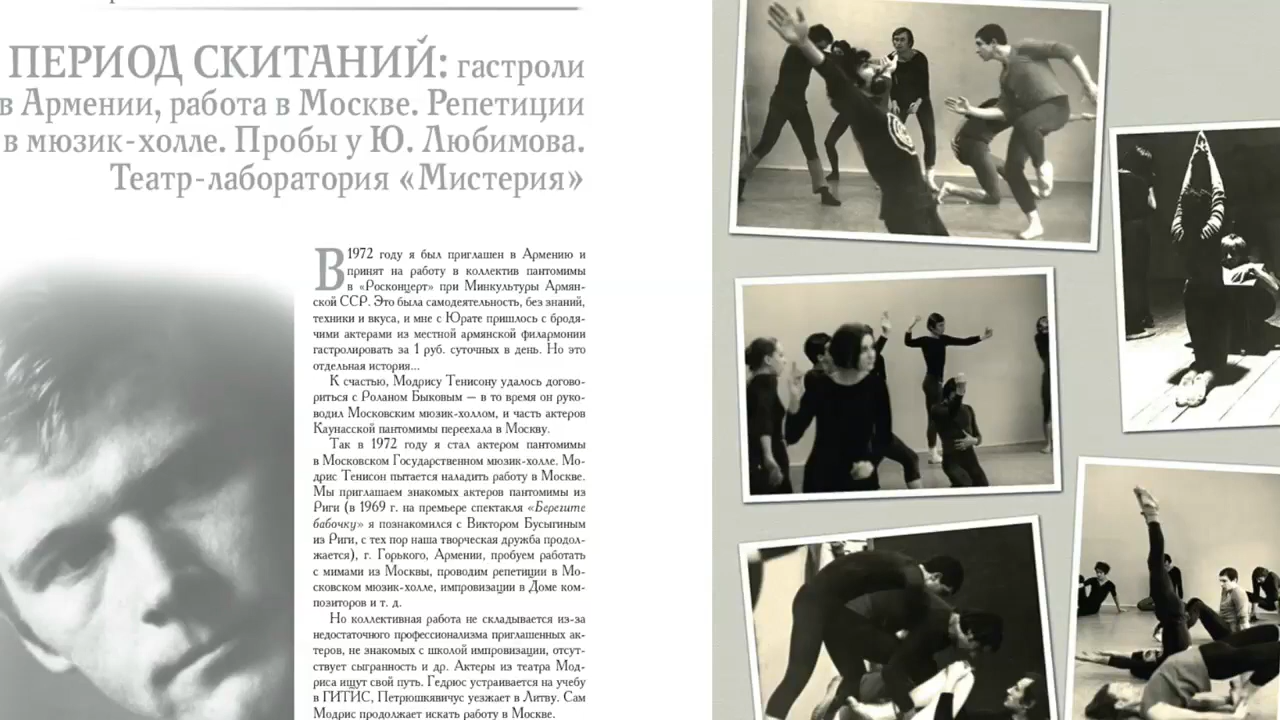 ПЕРИОД СКИТАНИЙ: гастроли
в Армении, работа в Москве. Репетиции
в мюзик-холле. Пробы у Ю. Любимова.
Театр-лаборатория «Мистерия»
В 1972 году я был приглашен в Армению и
принят на работу в коллектив пантомимы
в «Росконцерт» при Минкультуры Армян-
ской ССР. Это была самодеятельность, без знаний,
техники и вкуса, и мне с Юрате пришлось с бродя-
чими актерами из местной армянской филармонии
гастролировать за 1 руб. суточных в день. Но это
отдельная история...
К счастью, Модрису Тенисону удалось догово-
риться с Роланом Быковым — в то время он руко-
водил Московским мюзик-холлом, и часть актеров
Каунасской пантомимы переехала в Москву.
Так в 1972 году я стал актером пантомимы
в Московском Государственном мюзик-холле. Мо-
дрис Тенисон пытается наладить работу в Москве.
Мы приглашаем знакомых актеров пантомимы из
Риги (в 1969 г. на премьере спектакля «Берегите
бабочку» я познакомился с Виктором Бусыгиным
из Риги, с тех пор наша творческая дружба продол-
жается), г. Горького, Армении, пробуем работать
с мимами из Москвы, проводим репетиции в Мо-
сковском мюзик-холле, импровизации в Доме ком-
позиторов и т. д.
Но коллективная работа не складывается из-за
недостаточного профессионализма приглашенных ак-
теров, не знакомых с школой импровизации, отсут-
ствует сыгранность и др. Актеры из театра Мод-
риса ищут свой путь. Гедрюс устраивается на учебу
в ГИТИС, Петрюшкявичус уезжает в Литву. Сам
Модрис продолжает искать работу в Москве.